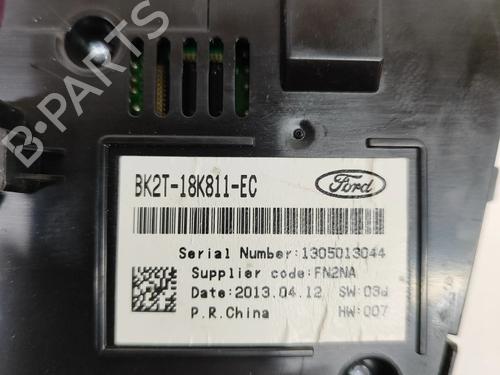 B-PARTS
BK2T-18K811-EC
Ford
Serial Number:1305013044
Supplier code:FN2NA
Date:2013.04.12 SW:03d
P.R.China HW:007